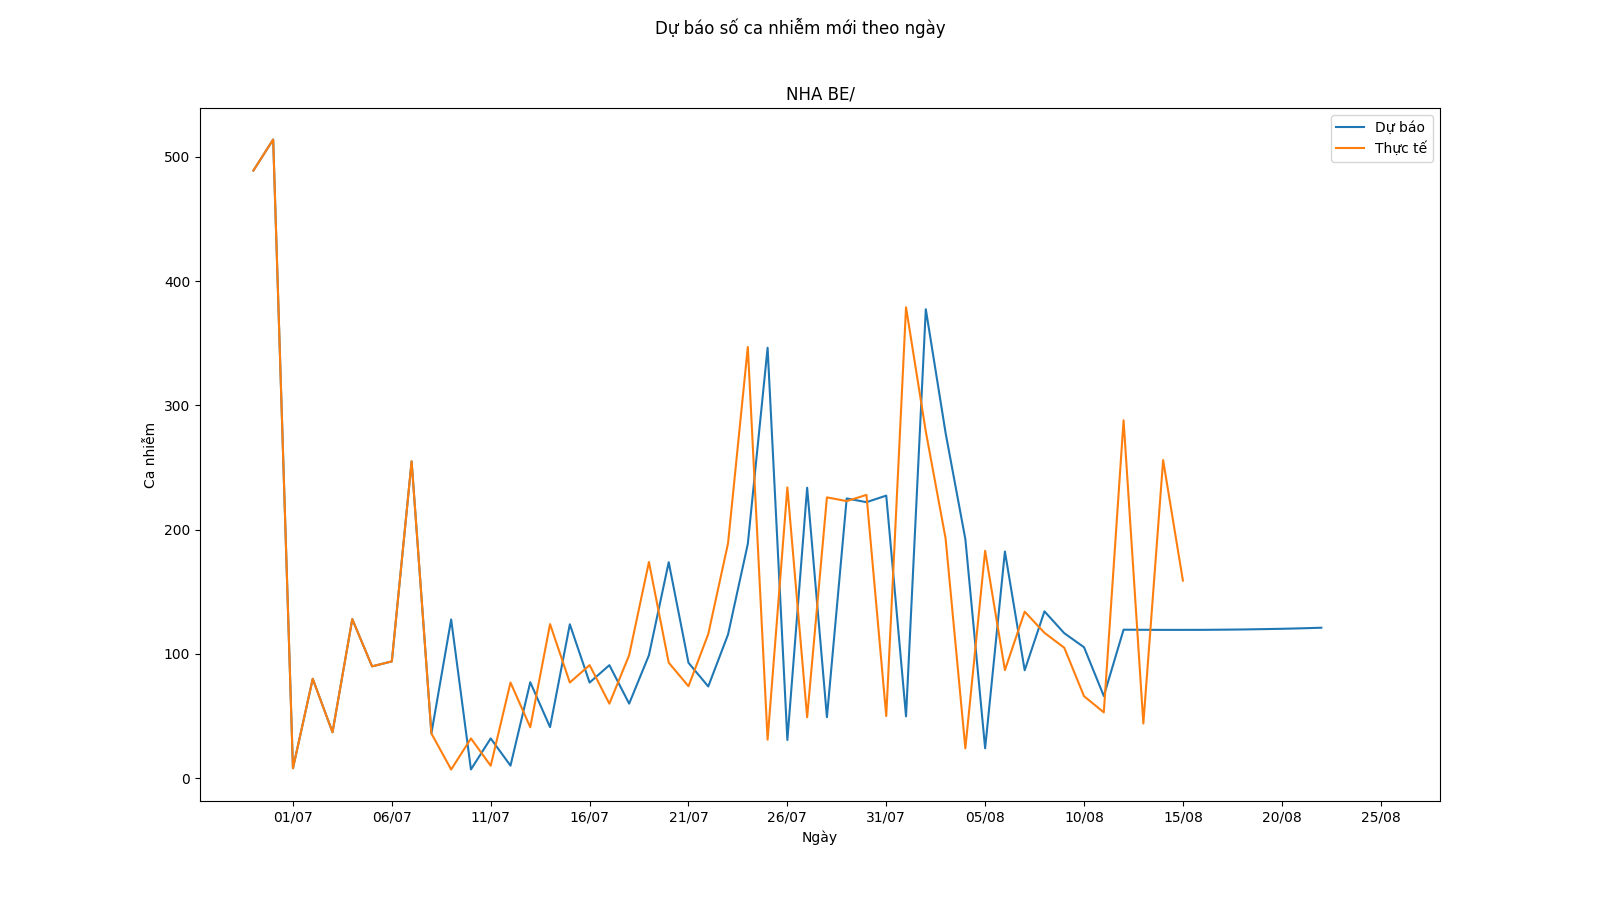 Dự báo số ca nhiễm mới theo ngày
NHA BE/
Dự báo
Thực tế
500
400
300
200
100
0
Ca nhiễm
01/07 06/07 11/07 16/07 21/07 26/07 31/07 05/08 10/08 15/08 20/08 25/08
Ngày